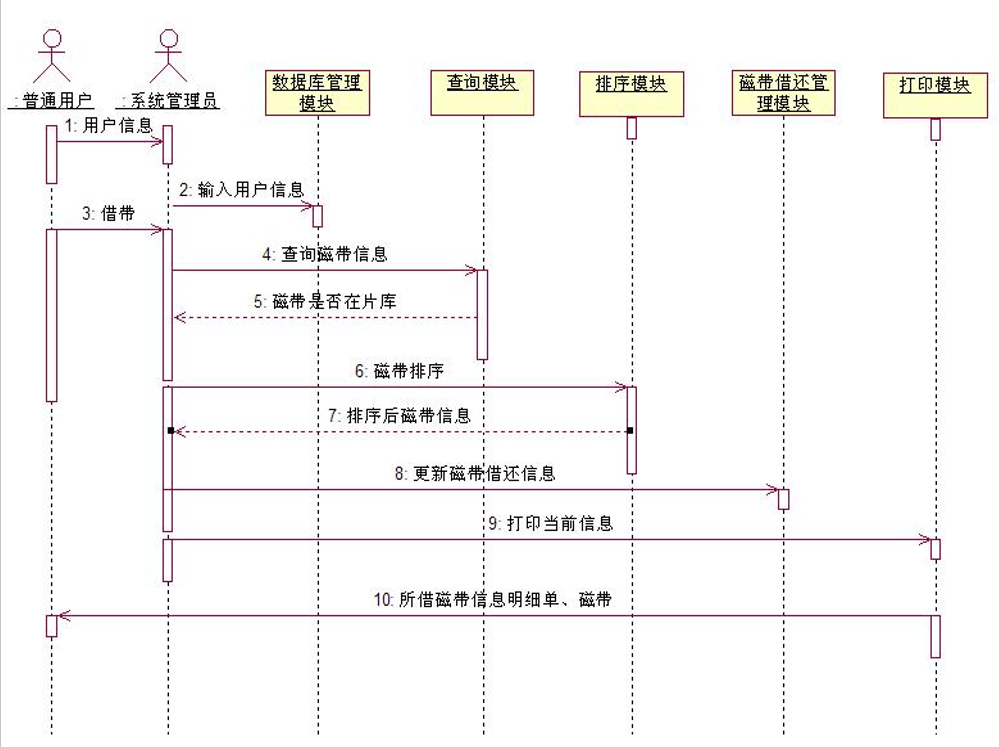 : 普通用户
: 系统管理员
数据库管理
模块
查询模块
排序模块
磁带借还管
理模块
打印模块
1: 用户信息
2: 输入用户信息
3: 借带
4: 查询磁带信息
5: 磁带是否在片库
6: 磁带排序
7: 排序后磁带信息
8: 更新磁带借还信息
9: 打印当前信息
10: 所借磁带信息明细单、磁带